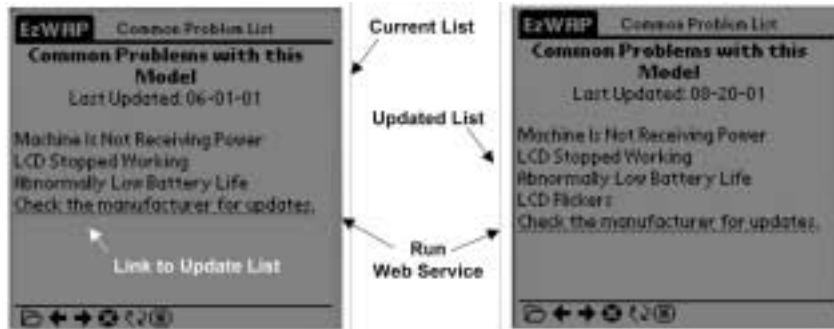 EzWAP Common Problem List
Common Problems with this
Model
Last Updated: 06-01-01
Machine Is Not Receiving Power
LCD Stopped Working
Abnormally Low Battery Life
Check the manufacturer for updates.
Link to Update List
Current List
Updated List
Run
Web Service
EzWAP Common Problem List
Common Problems with this
Model
Last Updated: 08-20-01
Machine Is Not Receiving Power
LCD Stopped Working
Abnormally Low Battery Life
LCD Flickers
Check the manufacturer for updates.